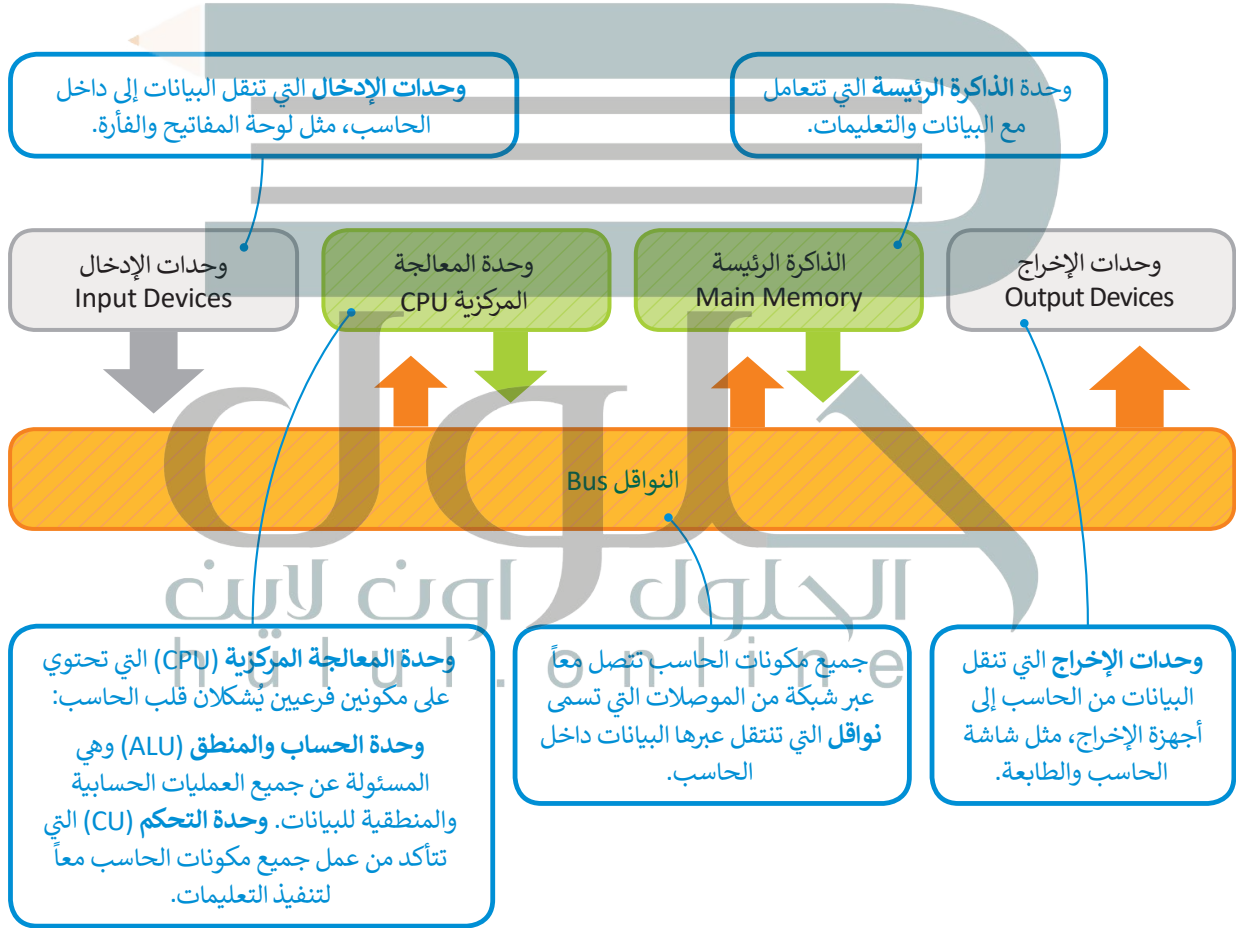 وحدة الذاكرة الرئيسة التي تتعامل
مع البيانات والتعليمات.
وحدات الإدخال التي تنقل البيانات إلى داخل
الحاسب، مثل لوحة المفاتيح والفأرة.
وحدات الإخراج
Output Devices
الذاكرة الرئيسة
Main Memory
وحدة المعالجة
المركزية CPU
وحدات الإدخال
Input Devices
النواقل Bus
الحلول اون لاين
hulul.online
وحدات الإخراج التي تنقل
البيانات من الحاسب إلى
أجهزة الإخراج، مثل شاشة
الحاسب والطابعة.
جميع مكونات الحاسب تتصل معاً
عبر شبكة من الموصلات التي تسمى
نواقل التي تنتقل عبرها البيانات داخل
الحاسب.
وحدة المعالجة المركزية (CPU) التي تحتوي
على مكونين فرعيين يُشكلان قلب الحاسب:
وحدة الحساب والمنطق (ALU) وهي
المسئولة عن جميع العمليات الحسابية
والمنطقية للبيانات. وحدة التحكم (CU) التي
تتأكد من عمل جميع مكونات الحاسب معاً
لتنفيذ التعليمات.